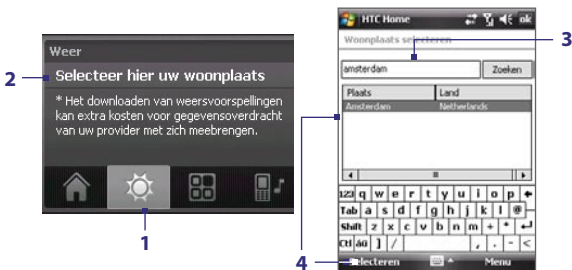 Weer
Selecteer hier uw woonplaats
* Het downloaden van weersvoorspellingen
kan extra kosten voor gegevensoverdracht
van uw provider met zich meebrengen.
1
2
HTC Home ok
Woonplaats selecteren
3
amsterdam Zoeken
Plaats Land
Amsterdam Netherlands
4
123 q w e r t y u i o p
Tab a s d f g h j k l @
Shift z x c v b n m + *
Ctl áü ] / , . - <
Selecteren Menu